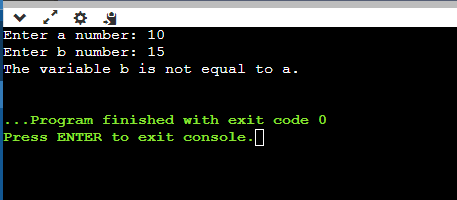 Enter a number: 10
Enter b number: 15
The variable b is not equal to a.
...Program finished with exit code 0
Press ENTER to exit console.